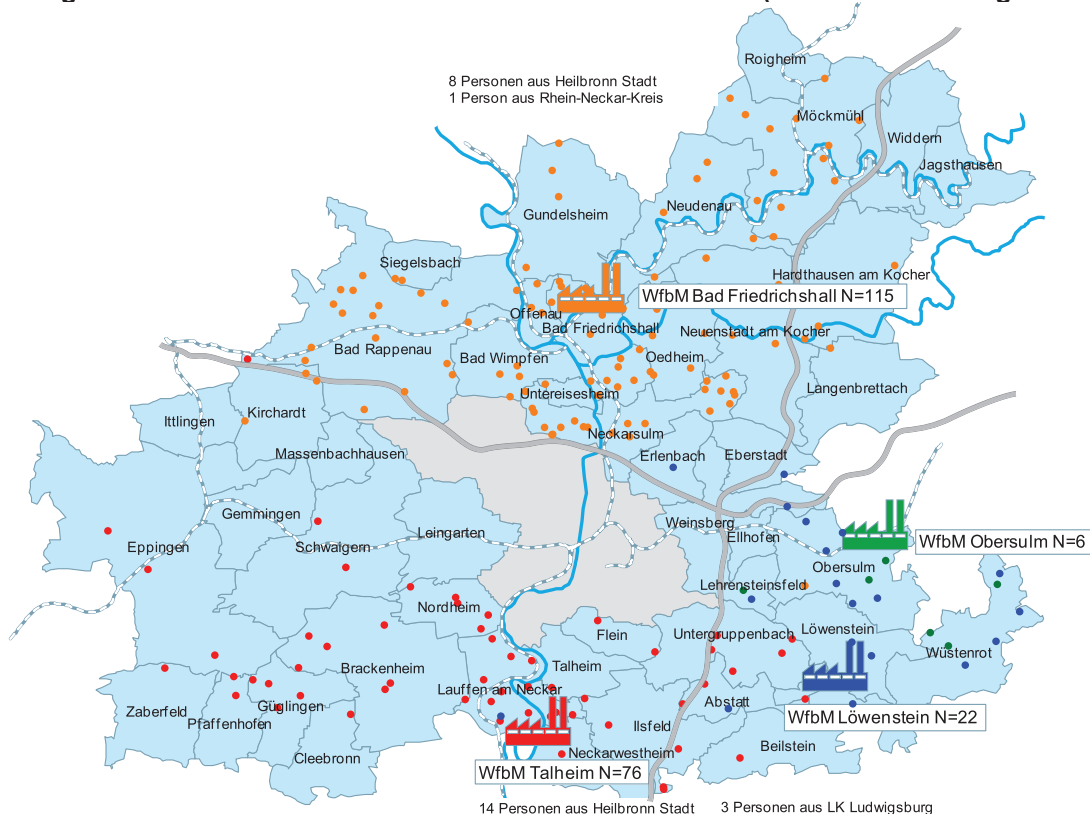 Roigheim
8 Personen aus Heilbronn Stadt
1 Person aus Rhein-Neckar-Kreis
Möckmühl
Widdern
Jagsthausen
Neudenau
Gundelsheim
Siegelsbach
Hardthausen am Kocher
WfbM Bad Friedrichshall N=115
Offenau
Bad Friedrichshall
Neuenstadt am Kocher
Bad Rappenau
Bad Wimpfen
Oedheim
Langenbrettach
Untereisesheim
Ittlingen
Kirchardt
Neckarsulm
Massenbachhausen
Erlenbach
Eberstadt
Gemmingen
Weinsberg
Leingarten
Ellhofen
WfbM Obersulm N=6
Eppingen
Schwaigern
Obersulm
Lehrensteinsfeld
Nordheim
Flein
Untergruppenbach
Löwenstein
Wüstenrot
Talheim
Brackenheim
Lauffen am Neckar
Abstatt
Güglingen
Zaberfeld
Pfaffenhofen
WfbM Löwenstein N=22
Ilsfeld
Beilstein
Neckarwestheim
Cleebronn
WfbM Talheim N=76
14 Personen aus Heilbronn Stadt
3 Personen aus LK Ludwigsburg